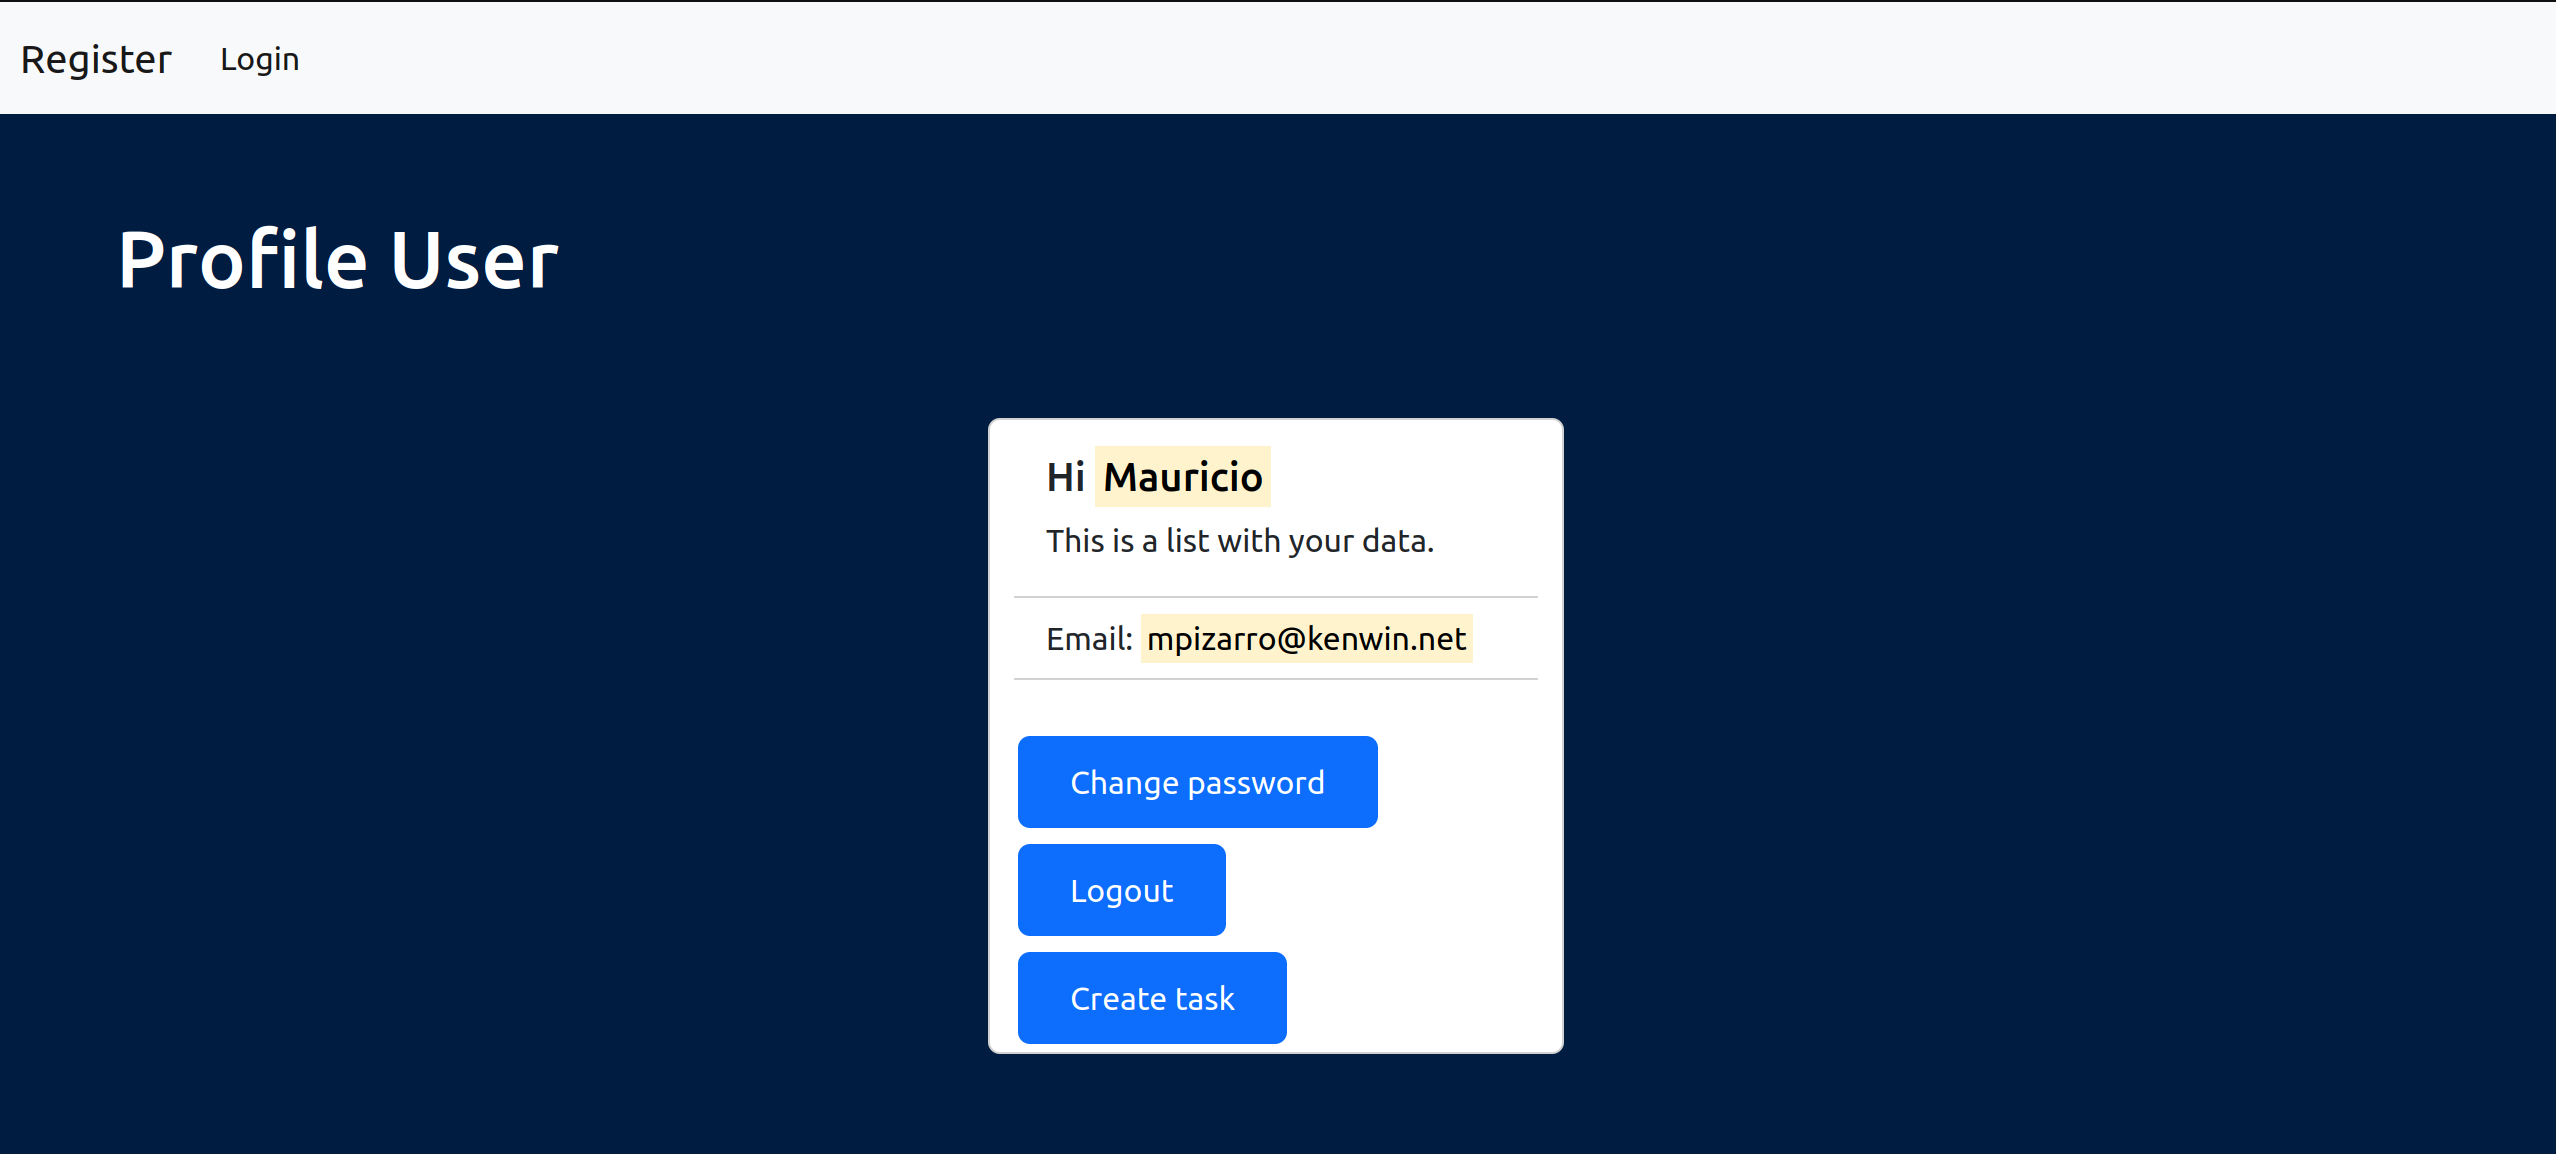 Register Login
Profile User
Hi Mauricio
This is a list with your data.
Email: mpizarro@kenwin.net
Change password
Logout
Create task